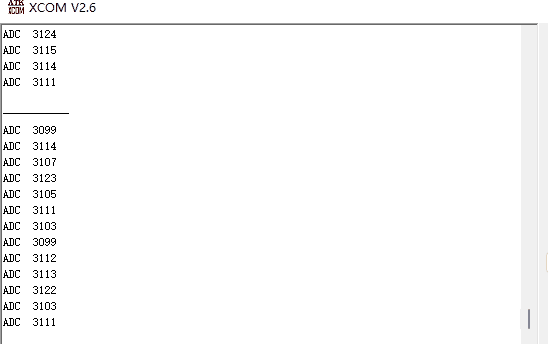 ATK
XCOM
XCOM V2.6
ADC 3124
ADC 3115
ADC 3114
ADC 3111
___________
ADC 3099
ADC 3114
ADC 3107
ADC 3123
ADC 3105
ADC 3111
ADC 3103
ADC 3099
ADC 3112
ADC 3113
ADC 3122
ADC 3103
ADC 3111